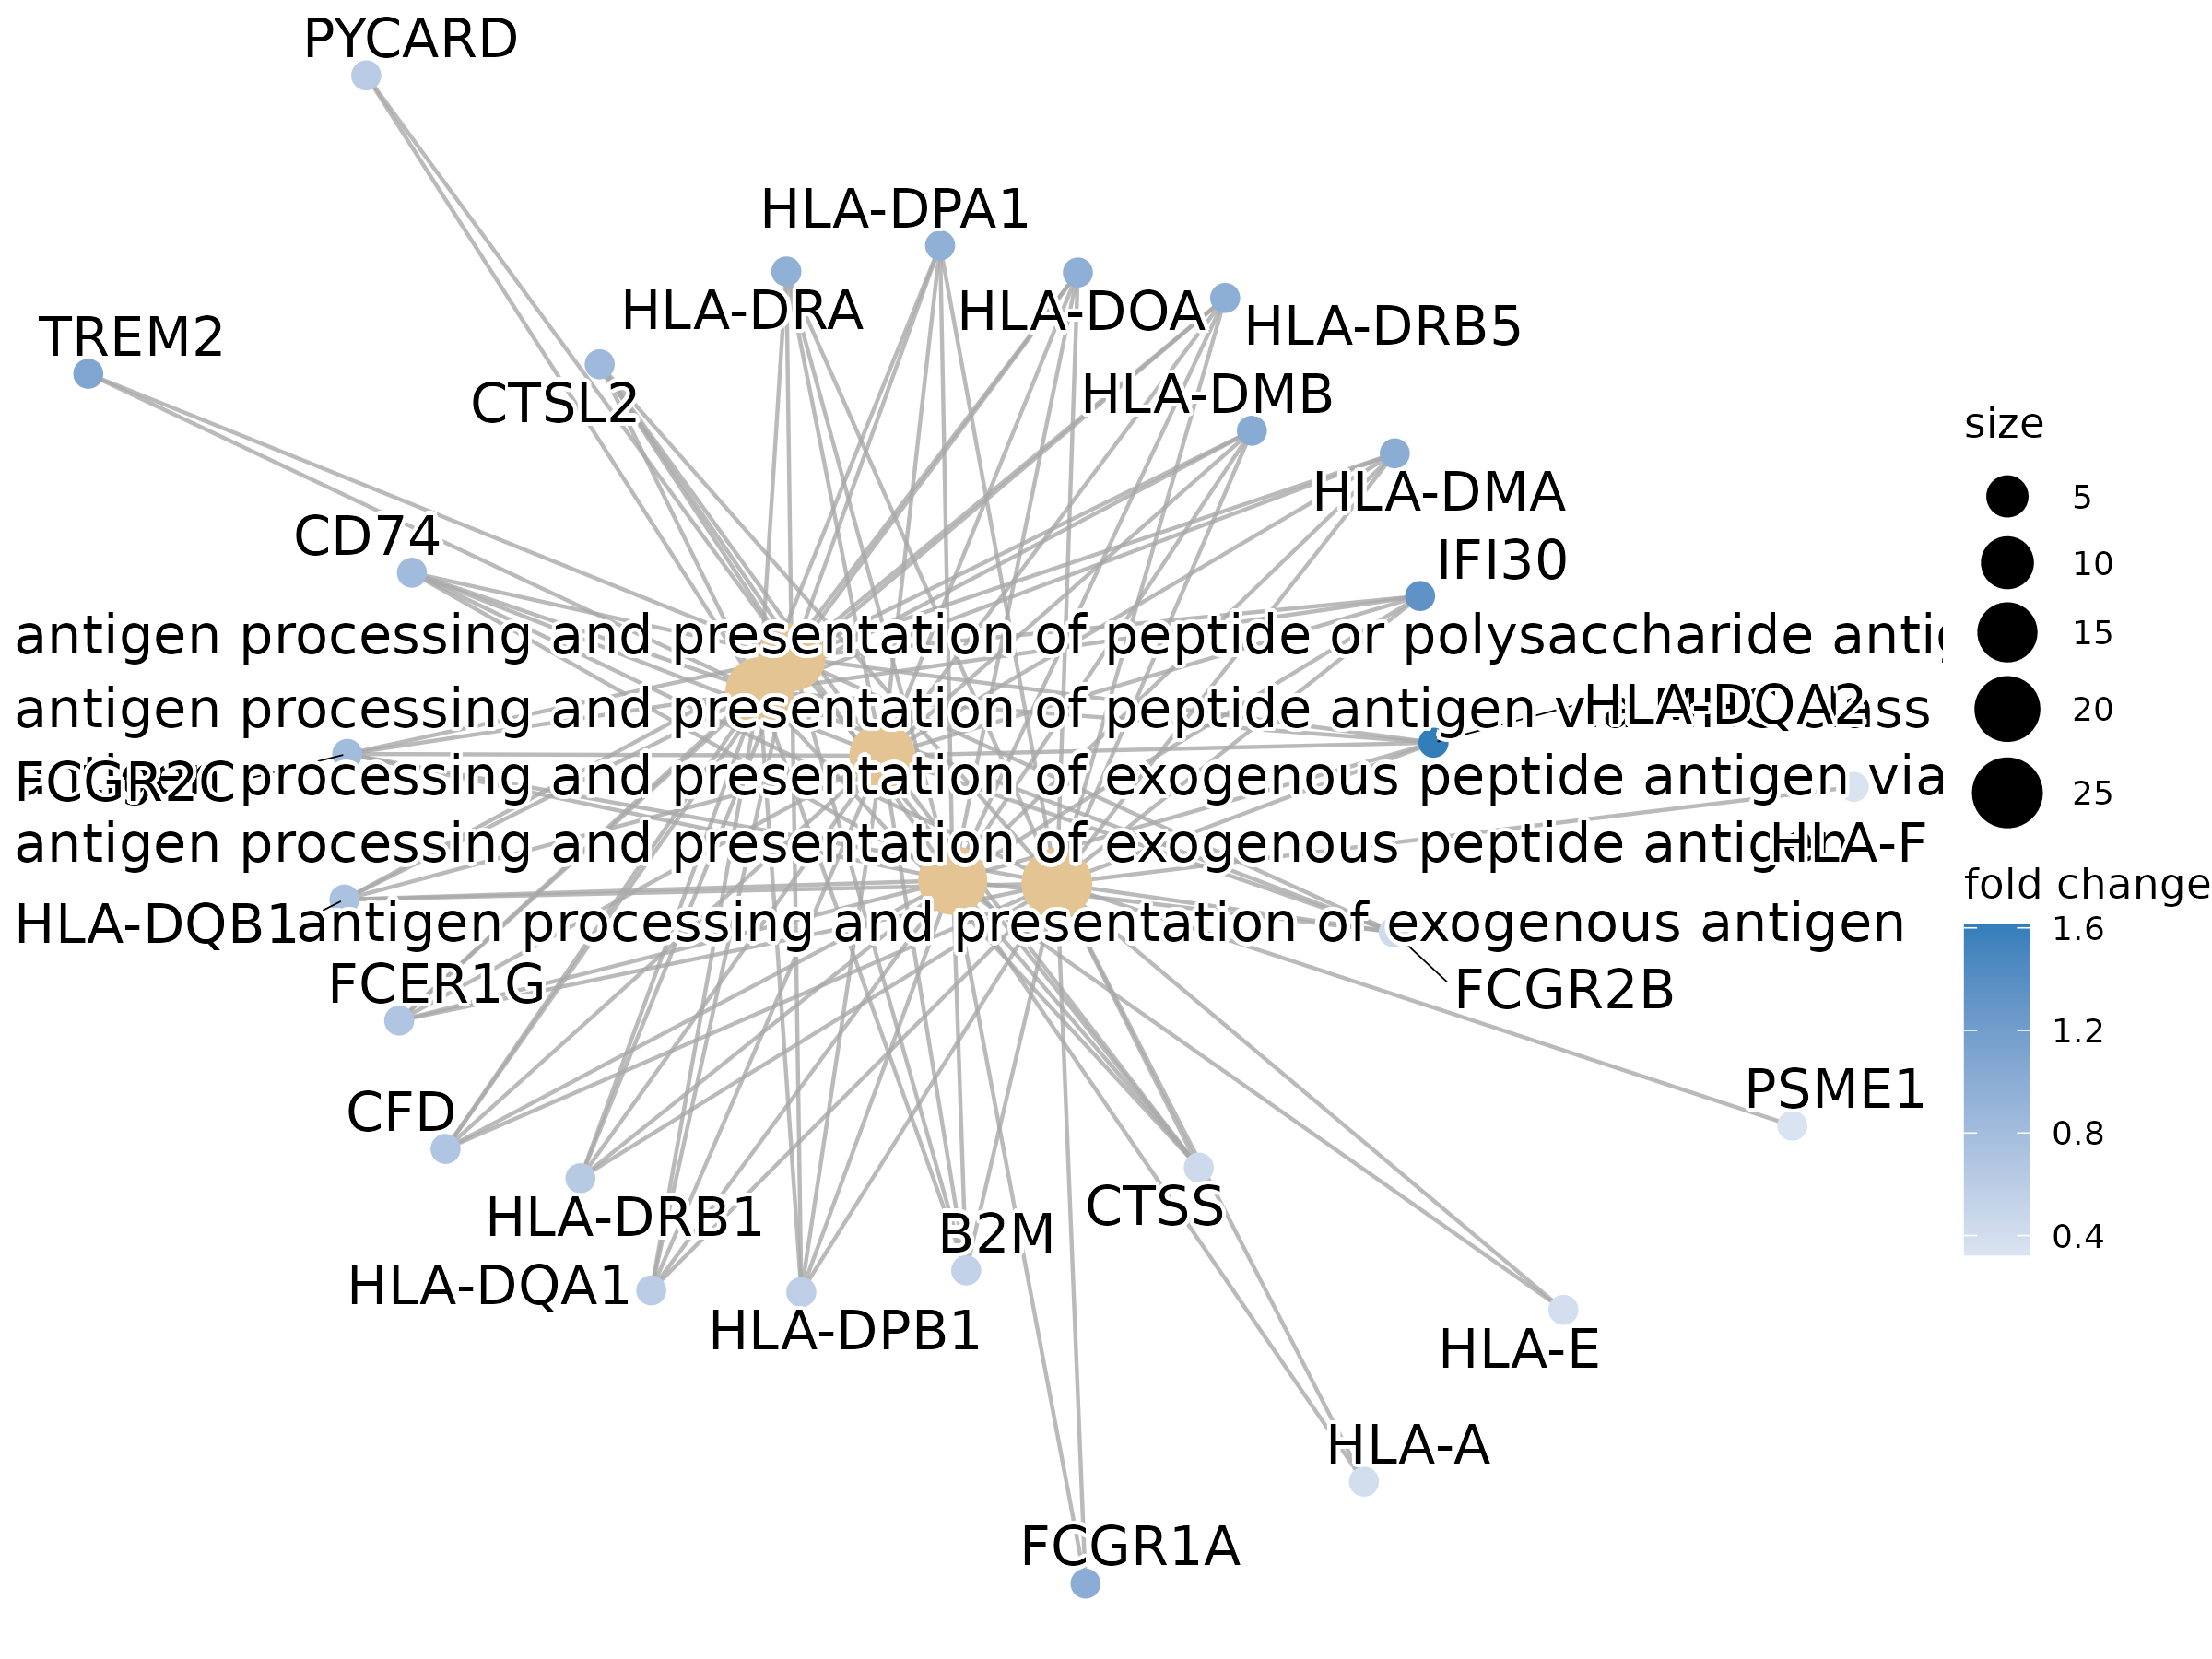 PYCARD
HLA-DPA1
HLA-DRA
HLA-DOA
HLA-DRB5
TREM2
CTSL2
HLA-DMB
size
HLA-DMA
5
CD74
IFI30
10
antigen processing and presentation of peptide or polysaccharide antig
15
antigen processing and presentation of peptide antigen
HLA-DQA2
20
FCGR2C
processing and presentation of exogenous peptide antigen via
25
antigen processing and presentation of exogenous peptide antigen
HLA-F
fold change
HLA-DQB1
antigen processing and presentation of exogenous antigen
1.6
FCER1G
FCGR2B
1.2
CFD
PSME1
0.8
HLA-DRB1
B2M
CTSS
0.4
HLA-DQA1
HLA-DPB1
HLA-E
HLA-A
FCGR1A